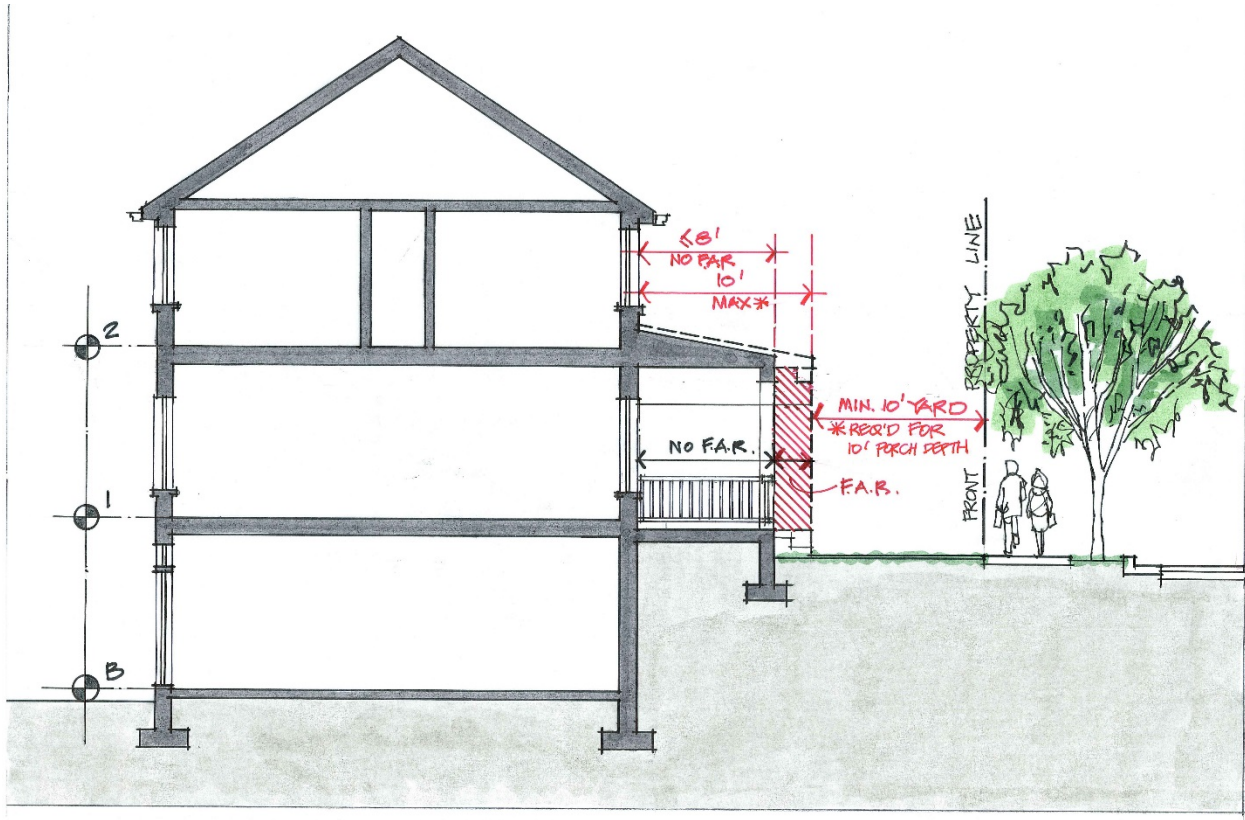 ≤8'
NO FAR
10'
MAX*
2
1
B
NO F.A.R.
F.A.R.
MIN. 10' YARD
*REQ'D FOR
10' PORCH DEPTH
FRONT PROPERTY LINE